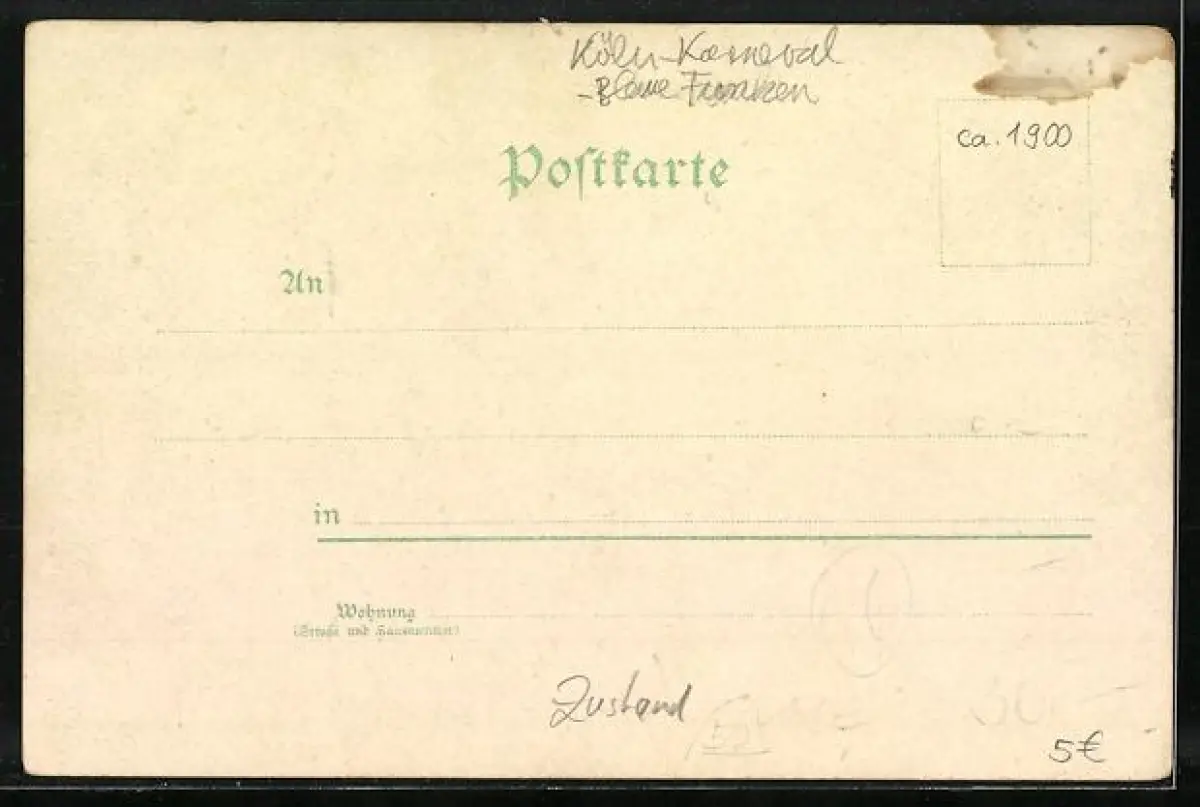 Köln-Karneval
- Blaue Funken
ca. 1900
Postkarte
An
in
Wohnung
(Straße und Hausnummer)
Zustand
5€